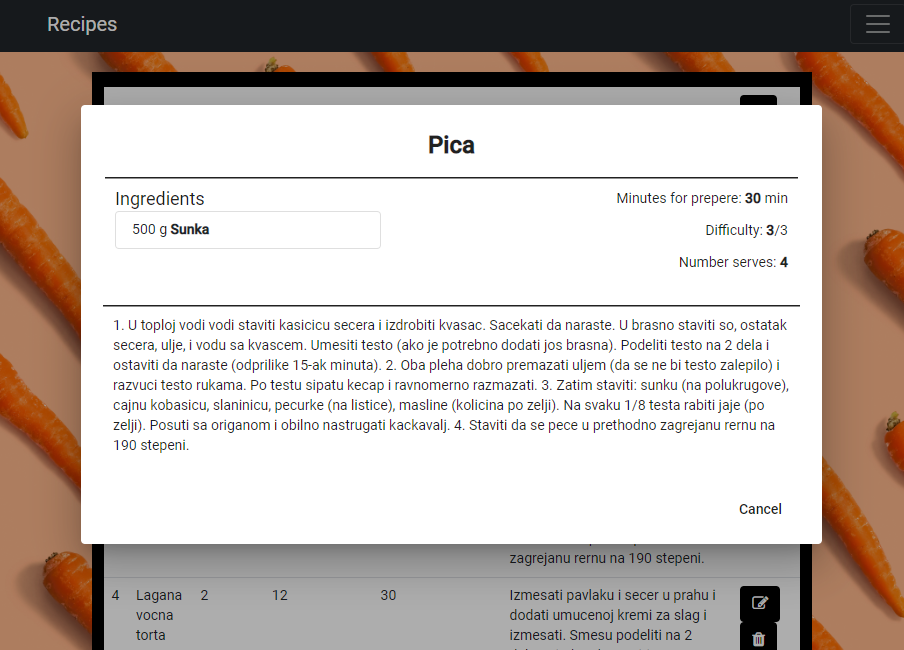 Recipes
Pica
Ingredients
500 g Sunka
Minutes for prepere: 30 min
Difficulty: 3/3
Number serves: 4
1. U toploj vodi vodi staviti kasicicu secera i izdrobiti kvasac. Sacekati da naraste. U brasno staviti so, ostatak
secera, ulje, i vodu sa kvascem. Umesiti testo (ako je potrebno dodati jos brasna). Podeliti testo na 2 dela i
ostaviti da naraste (odprilike 15-ak minuta). 2. Oba pleha dobro premazati uljem (da se ne bi testo zalepilo) i
razvuci testo rukama. Po testu sipatu kecap i ravnomerno razmazati. 3. Zatim staviti: sunku (na polukrugove),
cajnu kobasicu, slaninicu, pecurke (na listice), masline (kolicina po zelji). Na svaku 1/8 testa rabiti jaje (po
zelji). Posuti sa origanom i obilno nastrugati kackavalj. 4. Staviti da se pece u prethodno zagrejanu rernu na
190 stepeni.
Cancel
zagrejanu rernu na 190 stepeni.
4 Lagana vocna torta 2 12 30
Izmesati pavlaku i secer u prahu i
dodati umucenoj kremi za slag i
izmesati. Smesu podeliti na 2